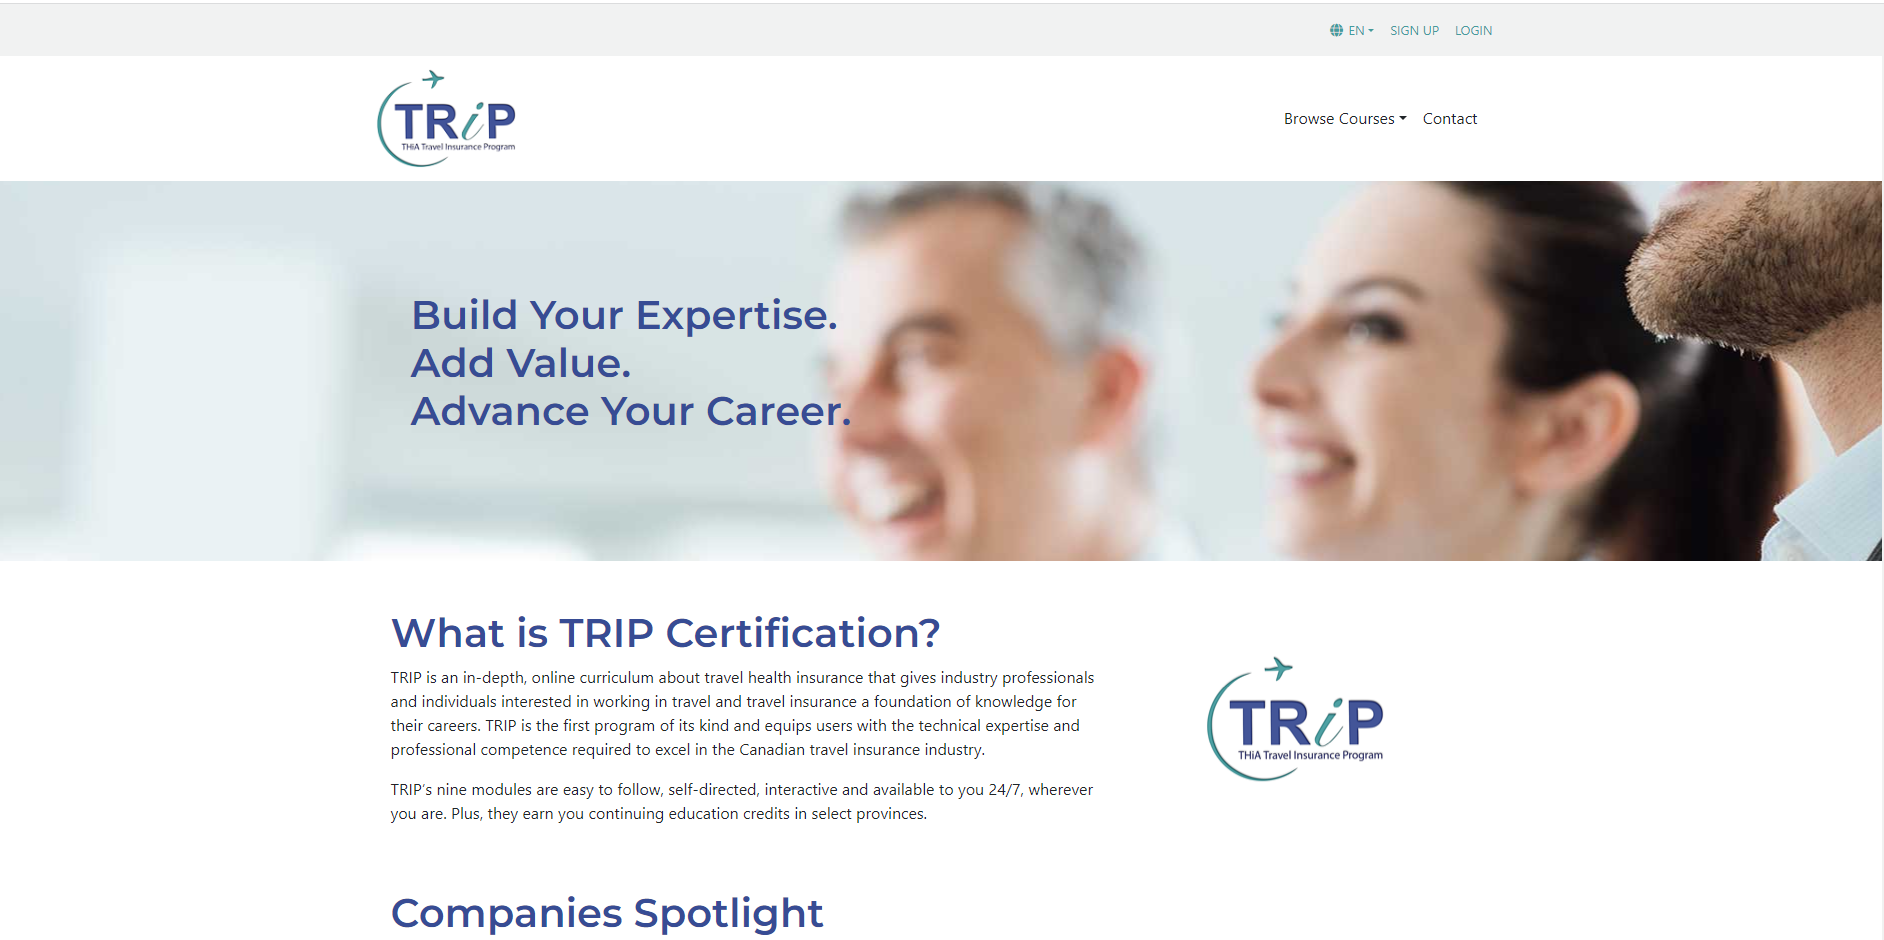 EN
SIGN UP
LOGIN
TRiP
THiA Travel Insurance Program
Browse Courses
Contact
Build Your Expertise.
Add Value.
Advance Your Career.
What is TRIP Certification?
TRIP is an in-depth, online curriculum about travel health insurance that gives industry professionals
and individuals interested in working in travel and travel insurance a foundation of knowledge for
their careers. TRIP is the first program of its kind and equips users with the technical expertise and
professional competence required to excel in the Canadian travel insurance industry.
TRIP’s nine modules are easy to follow, self-directed, interactive and available to you 24/7, wherever
you are. Plus, they earn you continuing education credits in select provinces.
TRiP
THiA Travel Insurance Program
Companies Spotlight